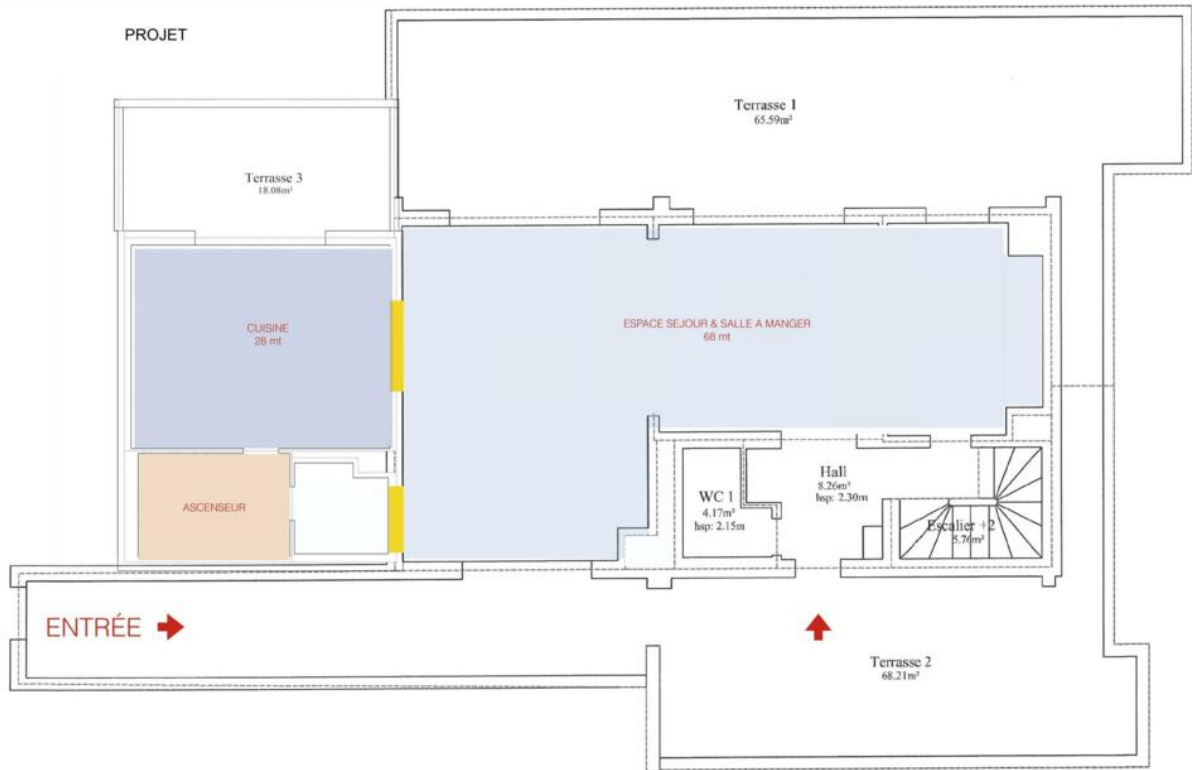 PROJET
Terrasse 1
65.59m²
Terrasse 3
18.08m²
CUISINE
28 mt
ESPACE SEJOUR & SALLE A MANGER
68 mt
ASCENSEUR
WC 1
4.17m²
hsp: 2.15m
Hall
8.26m²
hsp: 2.30m
Escalier +2
5.76m²
ENTRÉE
Terrasse 2
68.21m²